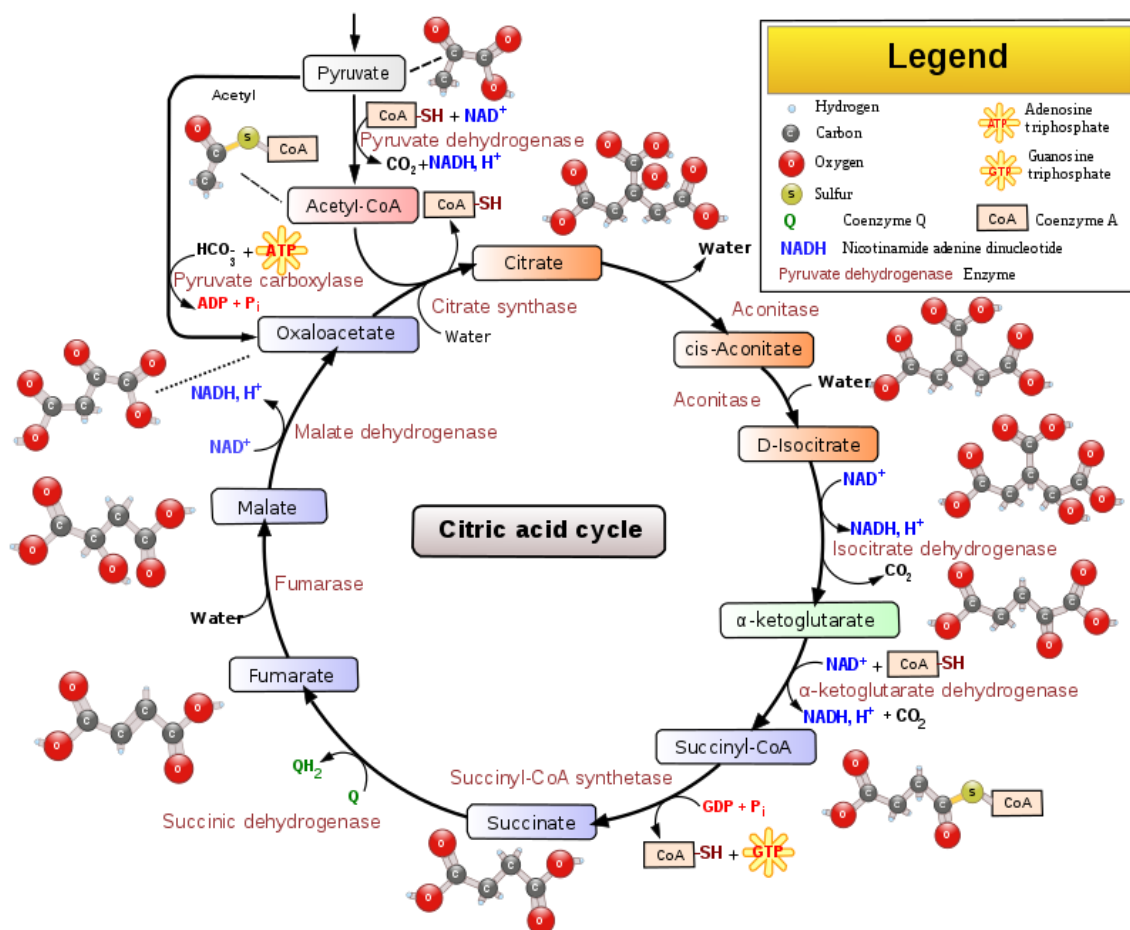 Legend
Hydrogen
C Carbon
O Oxygen
S Sulfur
Q Coenzyme Q
NADH Nicotinamide adenine dinucleotide
Pyruvate dehydrogenase Enzyme
ATP Adenosine triphosphate
GTP Guanosine triphosphate
CoA Coenzyme A
Pyruvate
Acetyl
S CoA
CoA-SH + NAD+
Pyruvate dehydrogenase
CO2 + NADH, H+
Acetyl-CoA
CoA-SH
HCO3- + ATP
Pyruvate carboxylase
ADP + Pi
Citrate
Citrate synthase
Water
Oxaloacetate
Water
Aconitase
cis-Aconitate
Water
Aconitase
D-Isocitrate
NAD+
NADH, H+
Isocitrate dehydrogenase
CO2
α-ketoglutarate
NAD+ + CoA-SH
α-ketoglutarate dehydrogenase
NADH, H+ + CO2
Succinyl-CoA
S CoA
Succinyl-CoA synthetase
GDP + Pi
CoA-SH + GTP
Succinate
Q
QH2
Succinic dehydrogenase
Fumarate
Water
Fumarase
Malate
NAD+
NADH, H+
Malate dehydrogenase
Citric acid cycle